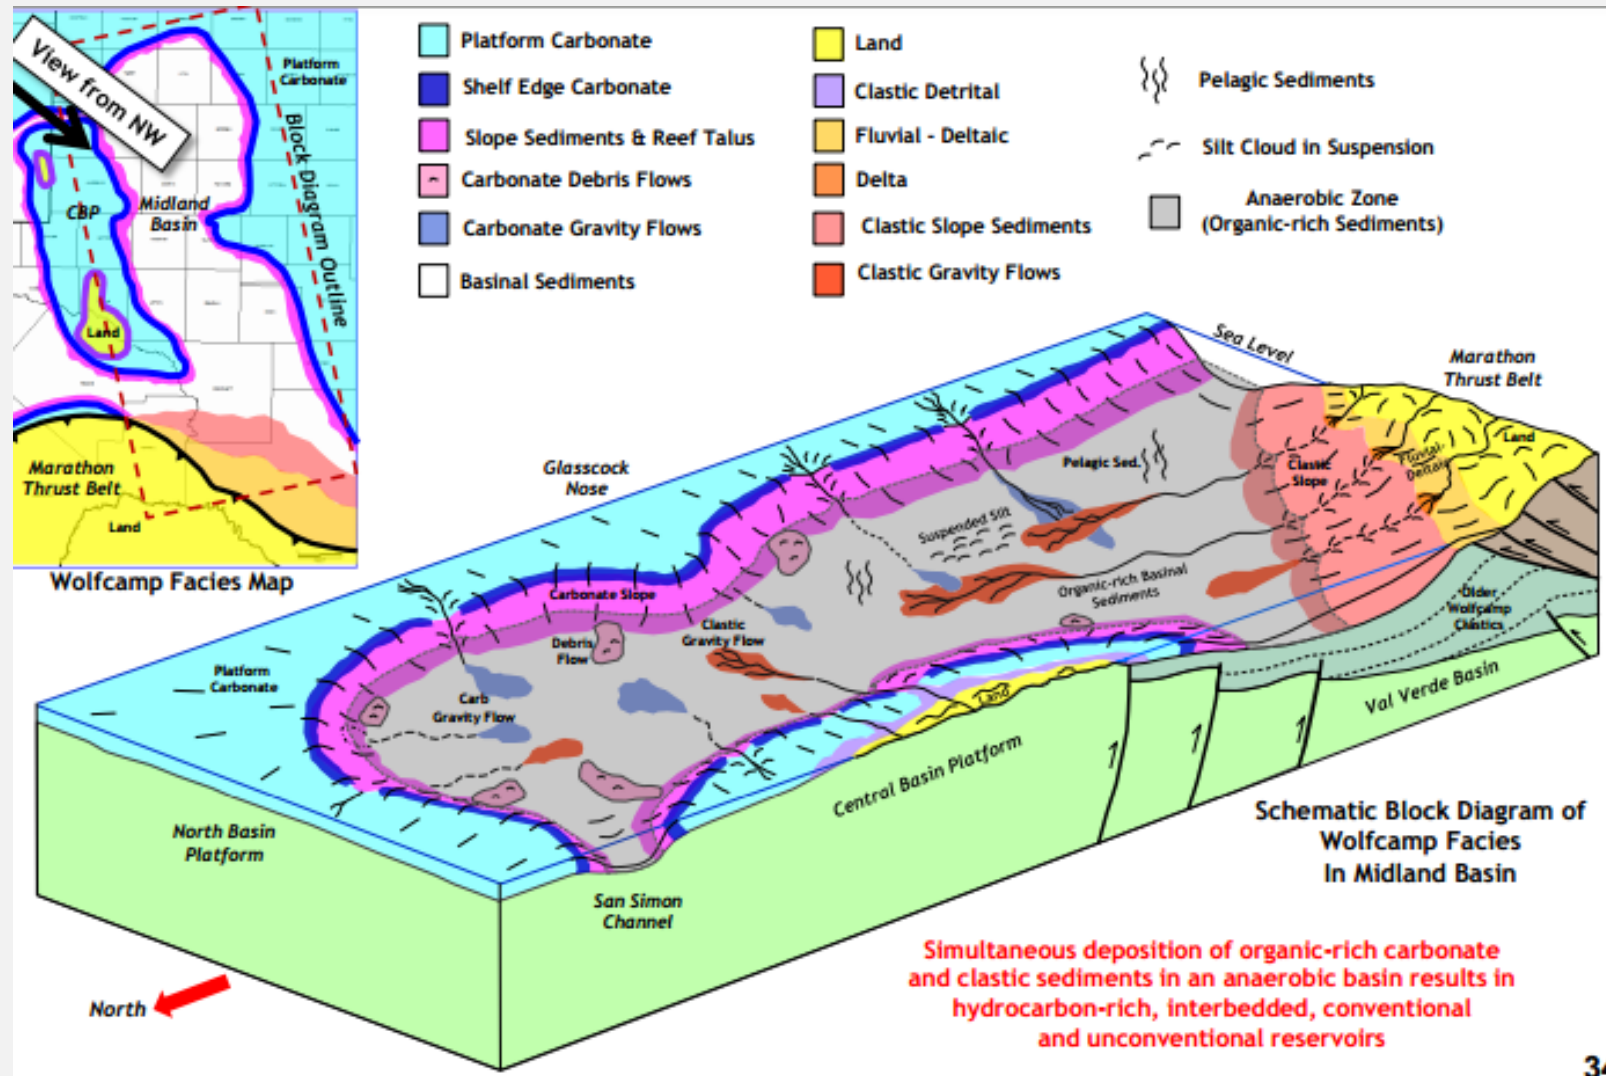 View from NW
Platform
Carbonate
Block Diagram Outline
CBP
Midland
Basin
Land
Marathon
Thrust Belt
Land
Wolfcamp Facies Map
Platform Carbonate
Shelf Edge Carbonate
Slope Sediments & Reef Talus
Carbonate Debris Flows
Carbonate Gravity Flows
Basinal Sediments
Land
Clastic Detrital
Fluvial - Deltaic
Delta
Clastic Slope Sediments
Clastic Gravity Flows
Pelagic Sediments
Silt Cloud in Suspension
Anaerobic Zone
(Organic-rich Sediments)
Sea Level
Marathon
Thrust Belt
Land
Fluvial-
Deltaic
Clastic
Slope
Pelagic Sed.
Glasscock
Nose
Suspended Silt
Organic-rich Basinal
Sediments
Older
Wolfcamp
Clastics
Carbonate Slope
Clastic
Gravity Flow
Debris
Flow
Platform
Carbonate
Carb
Gravity Flow
Land
Val Verde Basin
Central Basin Platform
North Basin
Platform
San Simon
Channel
North
Schematic Block Diagram of
Wolfcamp Facies
In Midland Basin
Simultaneous deposition of organic-rich carbonate
and clastic sediments in an anaerobic basin results in
hydrocarbon-rich, interbedded, conventional
and unconventional reservoirs
34